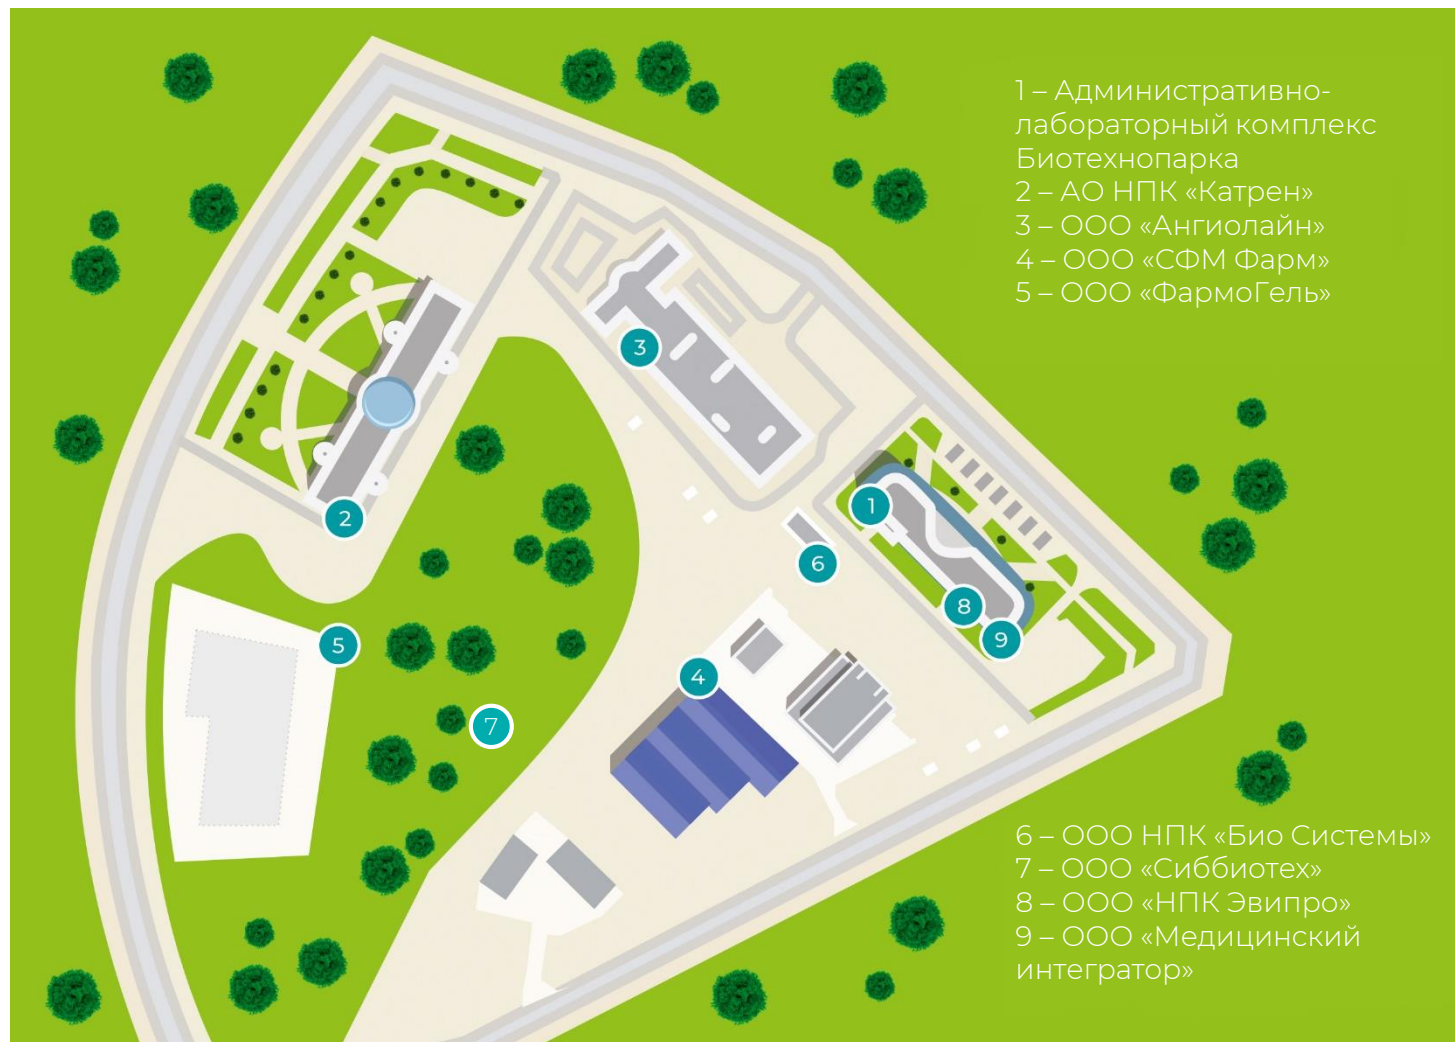 1 – Административно-
лабораторный комплекс
Биотехнопарка
2 – АО НПК «Катрен»
3 – ООО «Ангиолайн»
4 – ООО «СФМ Фарм»
5 – ООО «ФармоГель»
3
2
1
6
8
9
5
4
7
6 – ООО НПК «Био Системы»
7 – ООО «Сиббиотех»
8 – ООО «НПК Эвипро»
9 – ООО «Медицинский
интегратор»